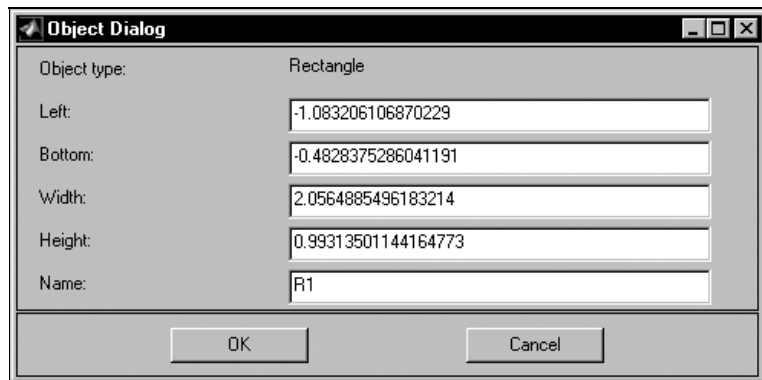 Object Dialog
Object type: Rectangle
Left: -1.083206106870229
Bottom: -0.4828375286041191
Width: 2.0564885496183214
Height: 0.99313501144164773
Name: R1
OK Cancel